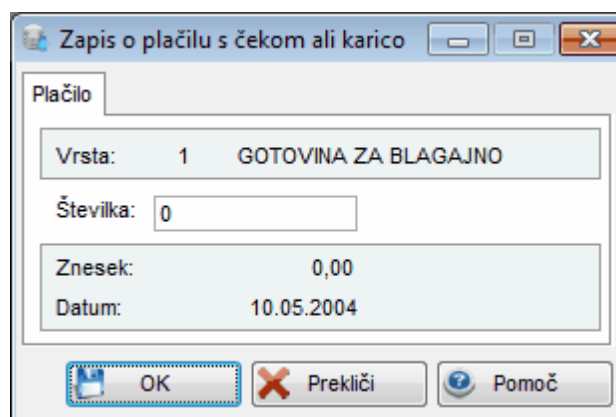 Zapis o plačilu s čekom ali karico
Plačilo
Vrsta: 1 GOTOVINA ZA BLAGAJNO
Številka: 0
Znesek: 0,00
Datum: 10.05.2004
OK Prekliči Pomoč